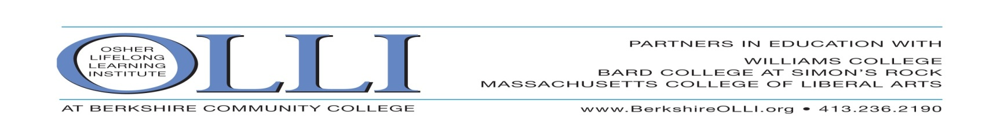 OLLI
OSHER
LIFELONG
LEARNING
INSTITUTE
AT BERKSHIRE COMMUNITY COLLEGE
PARTNERS IN EDUCATION WITH
WILLIAMS COLLEGE
BARD COLLEGE AT SIMON'S ROCK
MASSACHUSETTS COLLEGE OF LIBERAL ARTS
www.BerkshireOLLI.org • 413.236.2190